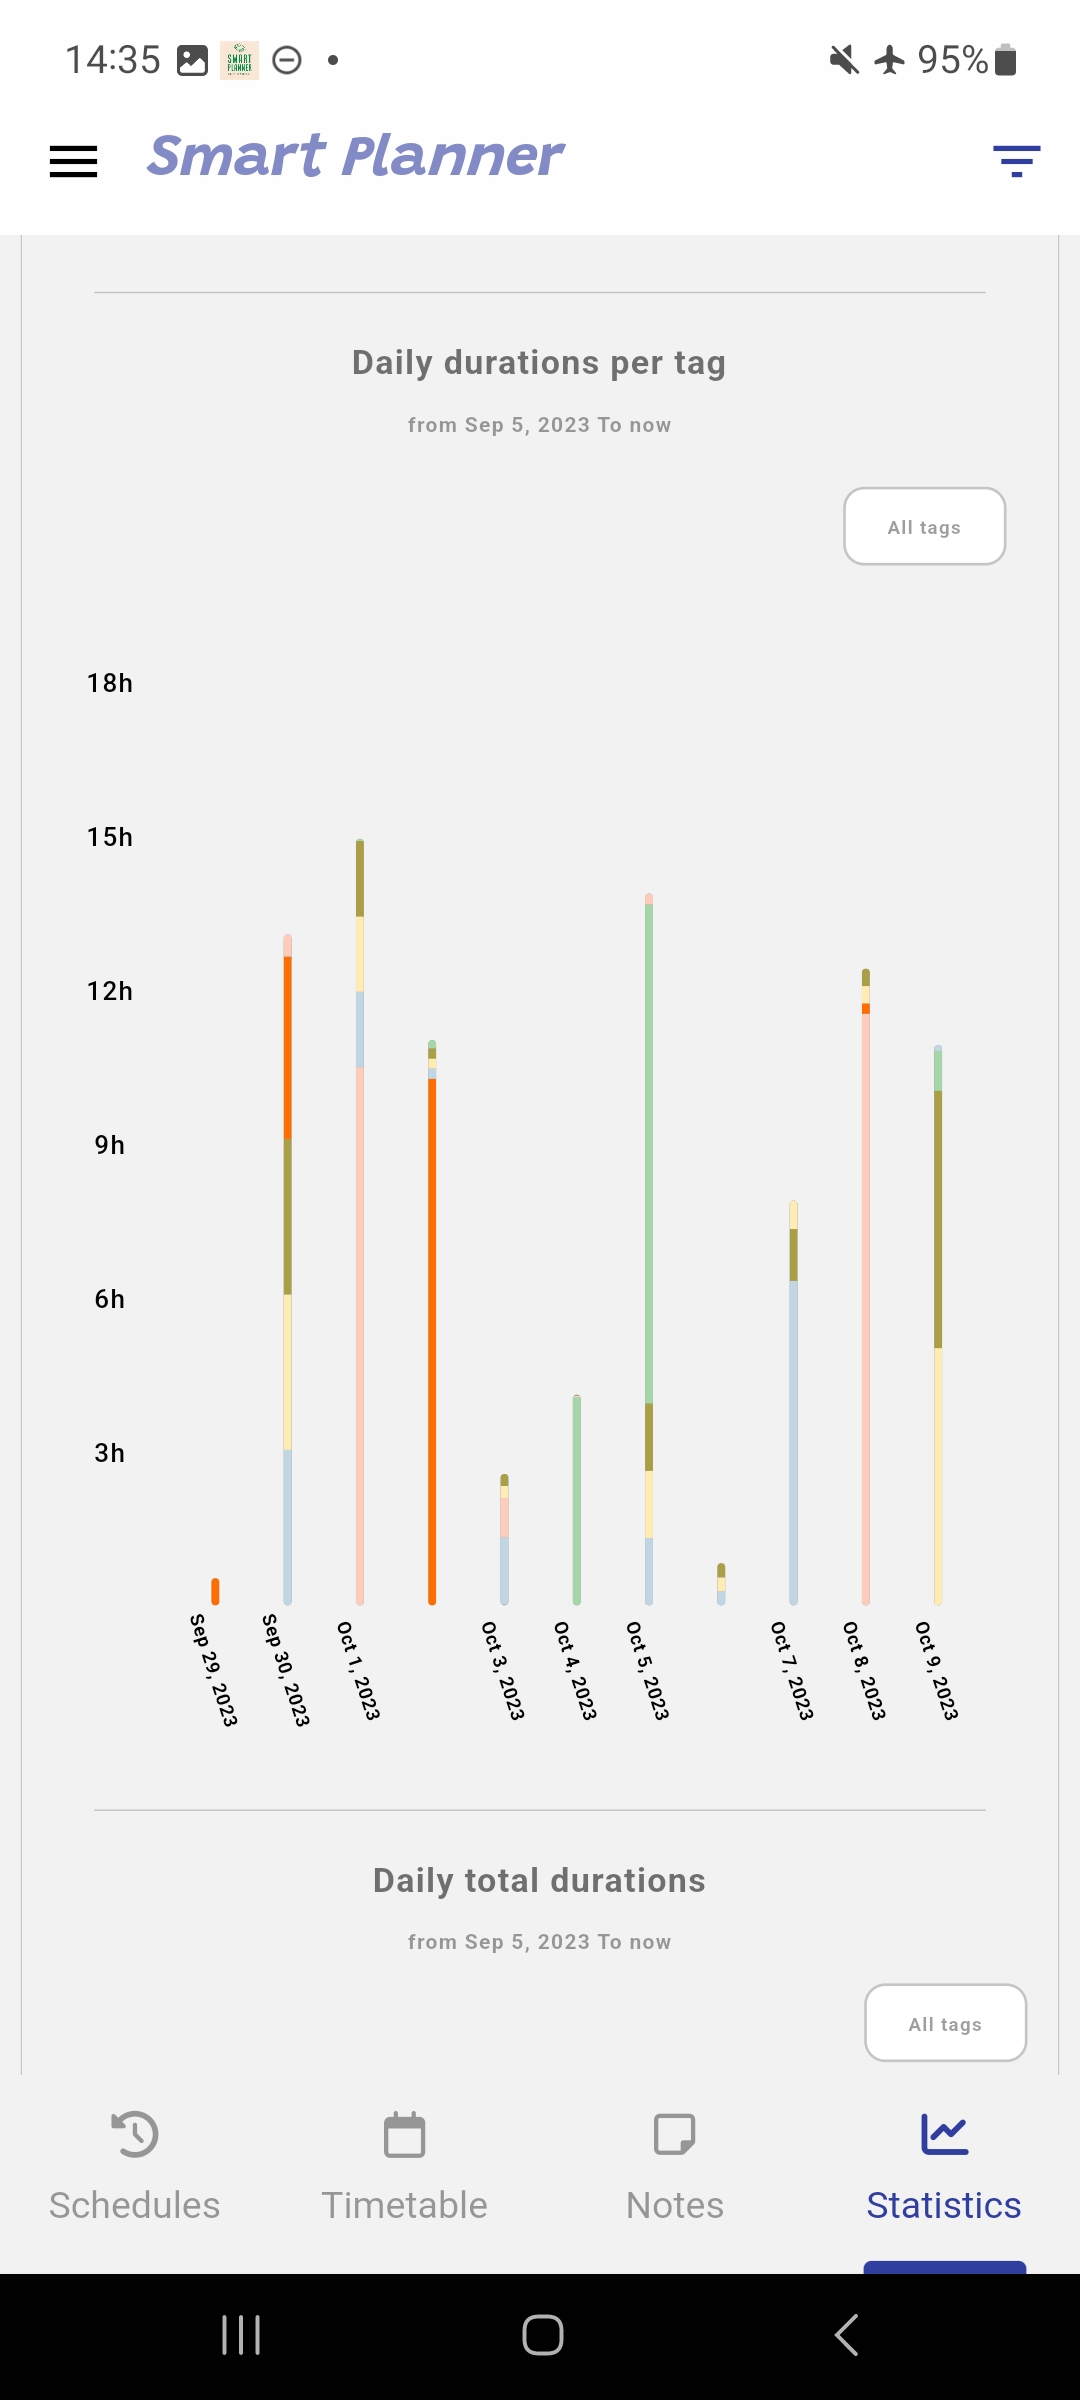 14:35 95%
SMART
PLANNER
Smart Planner
Daily durations per tag
from Sep 5, 2023 To now
All tags
18h
15h
12h
9h
6h
3h
Sep 29, 2023
Sep 30, 2023
Oct 1, 2023
Oct 3, 2023
Oct 4, 2023
Oct 5, 2023
Oct 7, 2023
Oct 8, 2023
Oct 9, 2023
Daily total durations
from Sep 5, 2023 To now
All tags
Schedules Timetable Notes Statistics